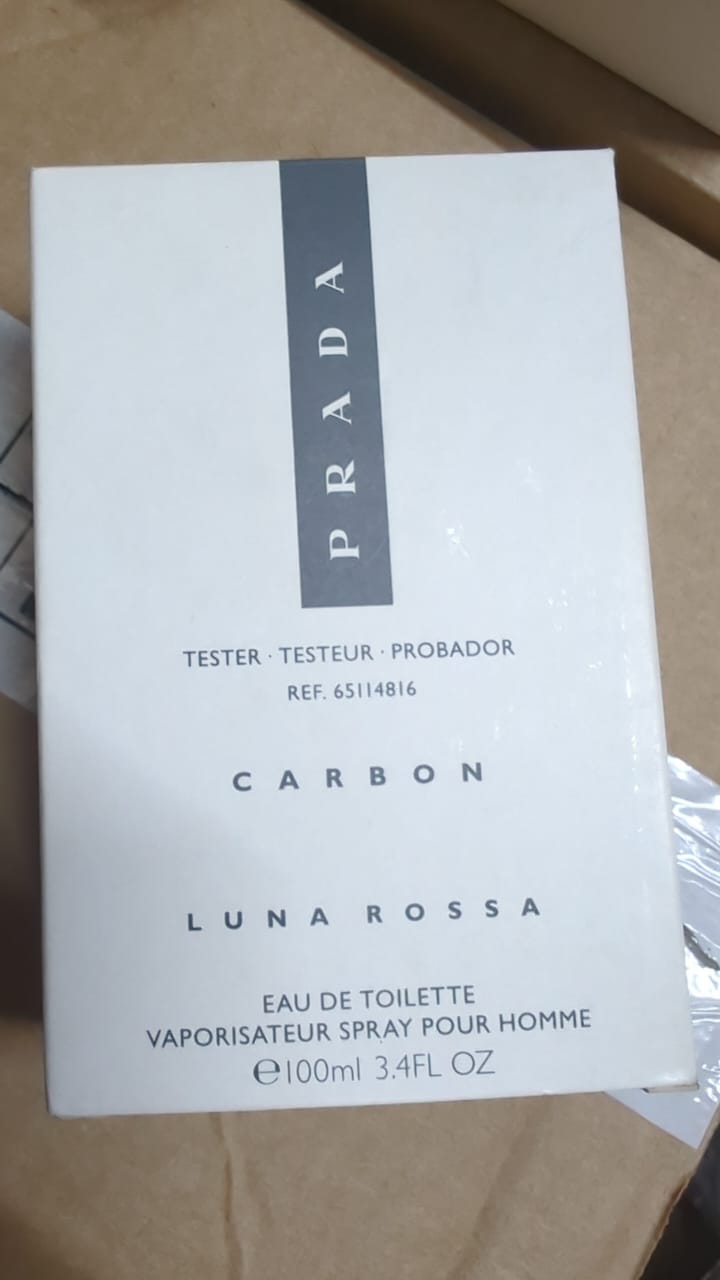 PRADA
TESTER · TESTEUR · PROBADOR
REF. 65114816
CARBON
LUNA ROSSA
EAU DE TOILETTE
VAPORISATEUR SPRAY POUR HOMME
℮100ml 3.4FL OZ